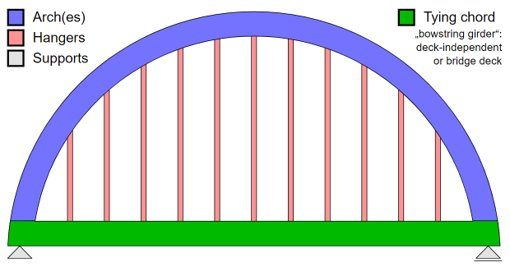 Arch(es)
Hangers
Supports
Tying chord
„bowstring girder“:
deck-independent
or bridge deck